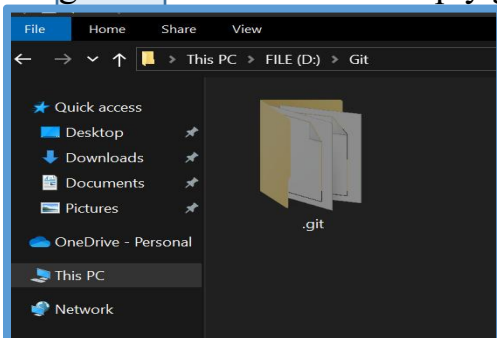 File Home Share View
This PC > FILE (D:) > Git
Quick access
Desktop
Downloads
Documents
Pictures
OneDrive - Personal
This PC
Network
.git